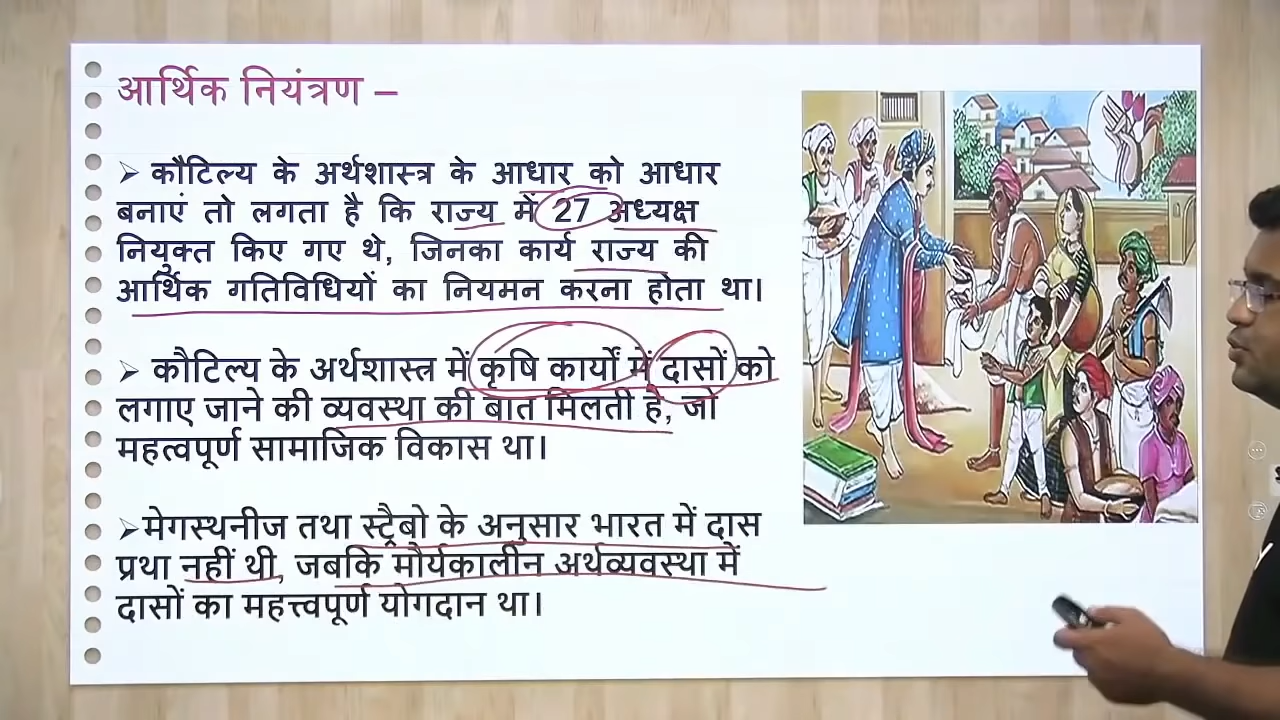 आर्थिक नियंत्रण –
➢ कौटिल्य के अर्थशास्त्र के आधार को आधार
बनाएं तो लगता है कि राज्य में 27 अध्यक्ष
नियुक्त किए गए थे, जिनका कार्य राज्य की
आर्थिक गतिविधियों का नियमन करना होता था।
➢ कौटिल्य के अर्थशास्त्र में कृषि कार्यों में दासों को
लगाए जाने की व्यवस्था की बात मिलती है, जो
महत्वपूर्ण सामाजिक विकास था।
➢मेगस्थनीज तथा स्ट्रैबो के अनुसार भारत में दास
प्रथा नहीं थी, जबकि मौर्यकालीन अर्थव्यवस्था में
दासों का महत्त्वपूर्ण योगदान था।